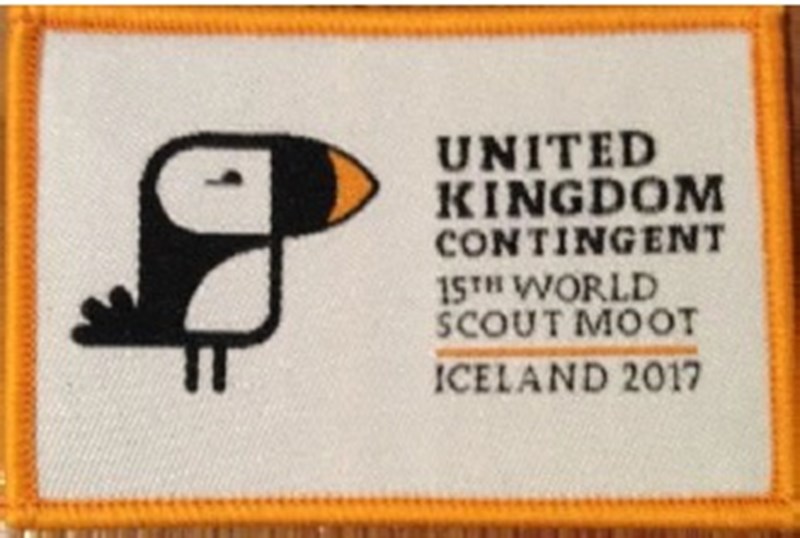 UNITED
KINGDOM
CONTINGENT
15TH WORLD
SCOUT MOOT
ICELAND 2017